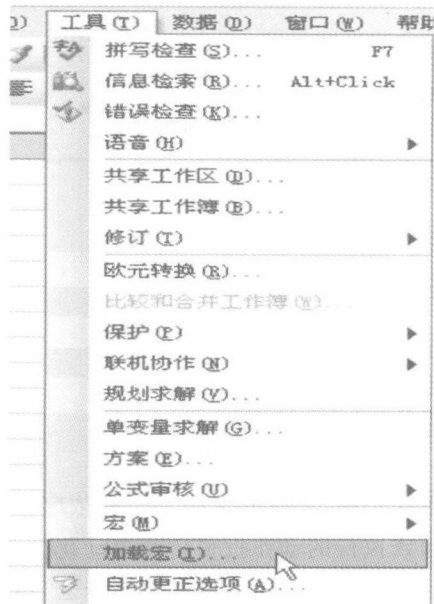 工具(T) 数据(D) 窗口(W) 帮助
拼写检查(S)... F7
信息检索(R)... Alt+Click
错误检查(K)...
语音(H)
共享工作区(D)...
共享工作簿(B)...
修订(T)
欧元转换(R)...
比较和合并工作簿(W)...
保护(P)
联机协作(N)
规划求解(V)...
单变量求解(G)...
方案(E)...
公式审核(U)
宏(M)
加载宏(I)...
自动更正选项(A)...